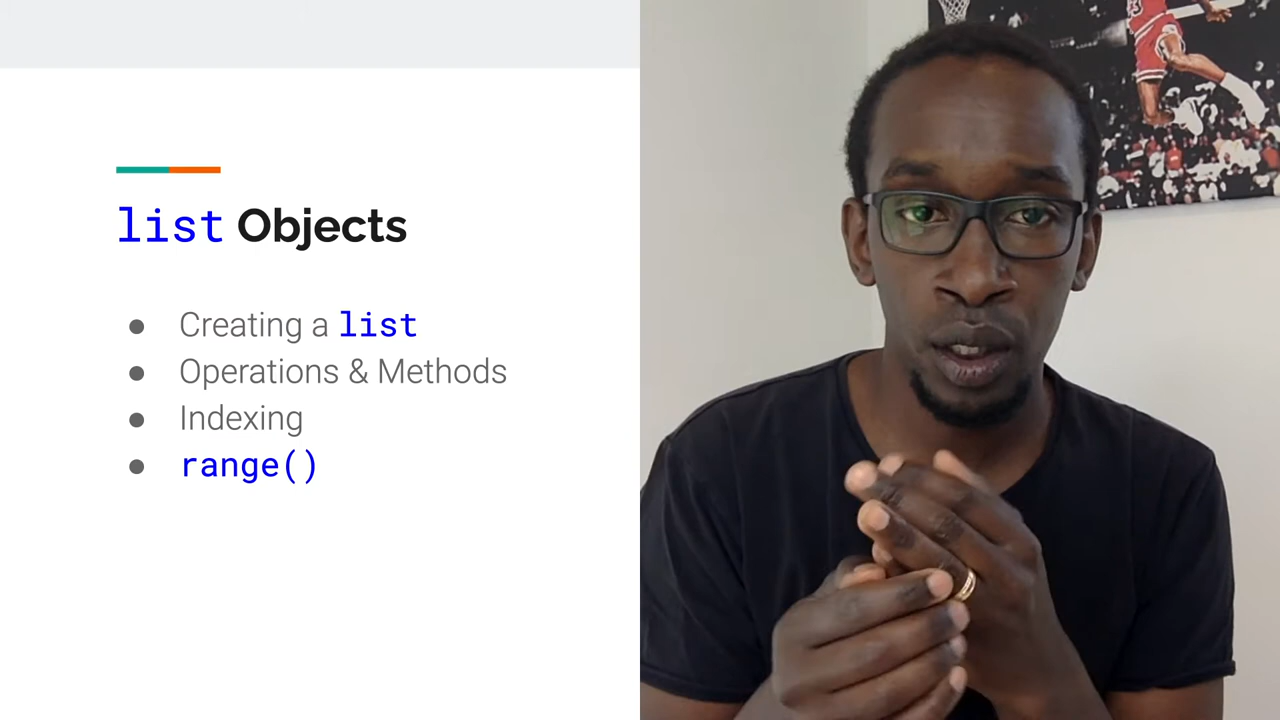 list Objects
Creating a list
Operations & Methods
Indexing
range()